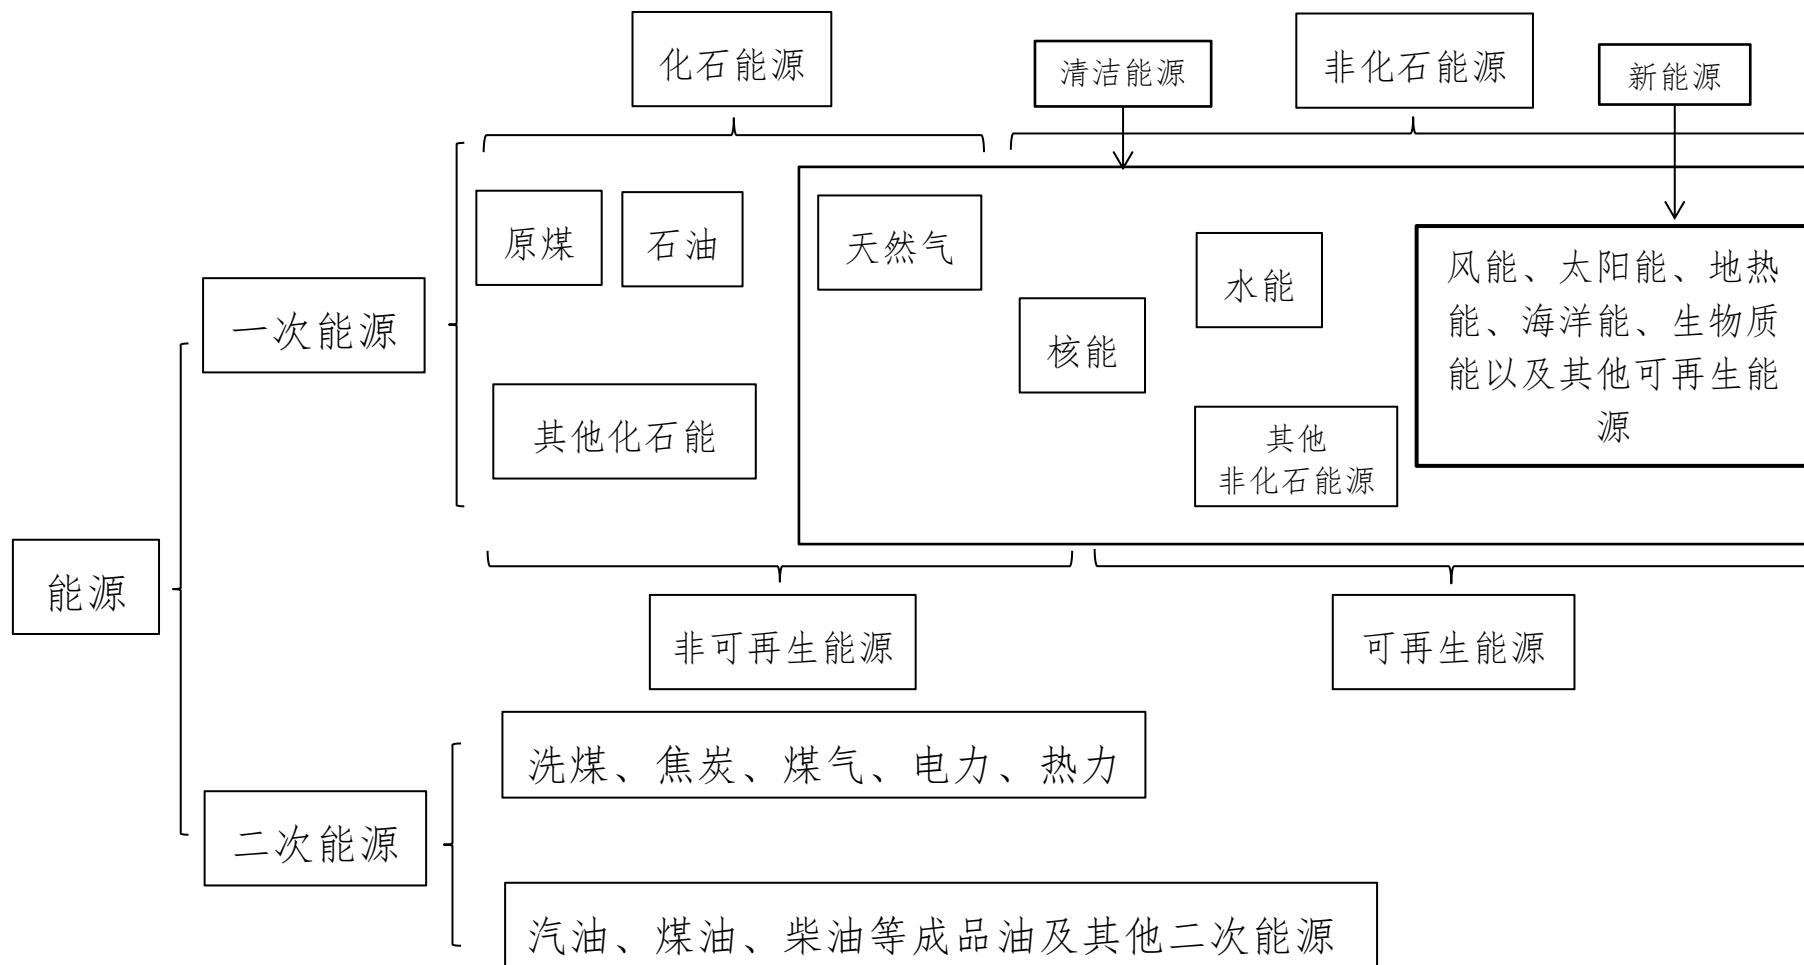 化石能源
清洁能源
非化石能源
新能源
原煤
石油
天然气
水能
风能、太阳能、地热
能、海洋能、生物质
能以及其他可再生能
源
一次能源
核能
其他化石能
其他
非化石能源
能源
非可再生能源
可再生能源
洗煤、焦炭、煤气、电力、热力
二次能源
汽油、煤油、柴油等成品油及其他二次能源